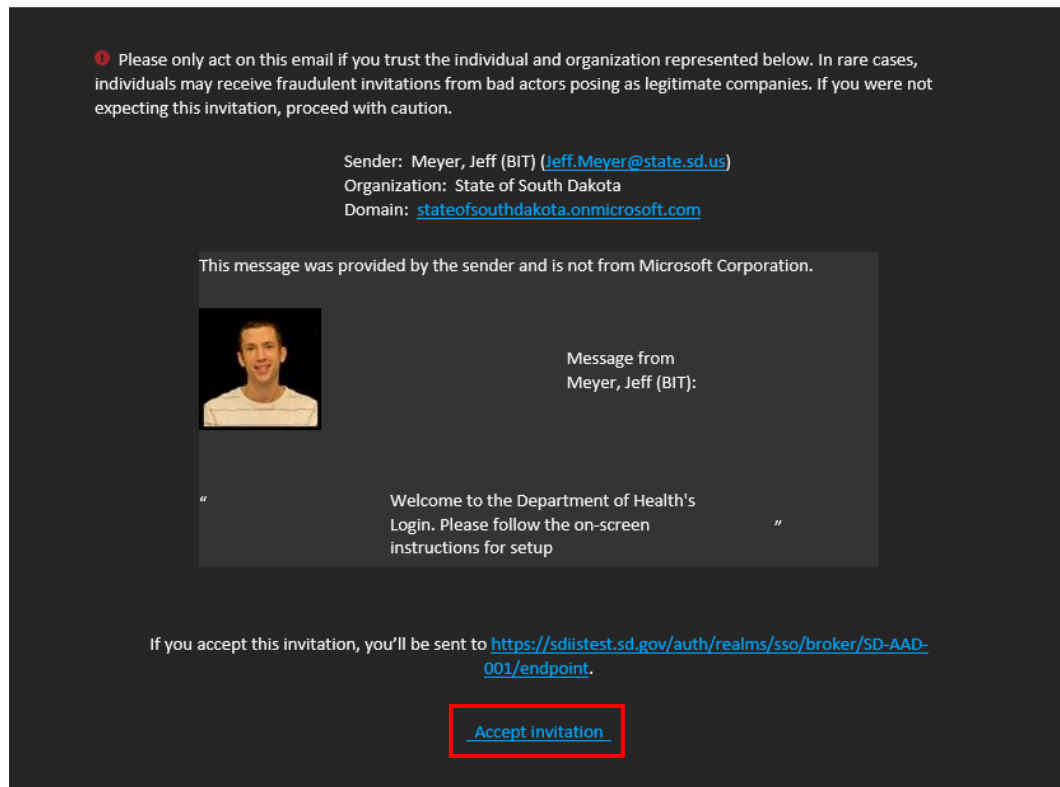 Please only act on this email if you trust the individual and organization represented below. In rare cases,
individuals may receive fraudulent invitations from bad actors posing as legitimate companies. If you were not
expecting this invitation, proceed with caution.
Sender: Meyer, Jeff (BIT) (Jeff.Meyer@state.sd.us)
Organization: State of South Dakota
Domain: stateofsouthdakota.onmicrosoft.com
This message was provided by the sender and is not from Microsoft Corporation.
Message from
Meyer, Jeff (BIT):
“ Welcome to the Department of Health's
Login. Please follow the on-screen ”
instructions for setup
If you accept this invitation, you’ll be sent to https://sdiistest.sd.gov/auth/realms/sso/broker/SD-AAD-
001/endpoint.
Accept invitation